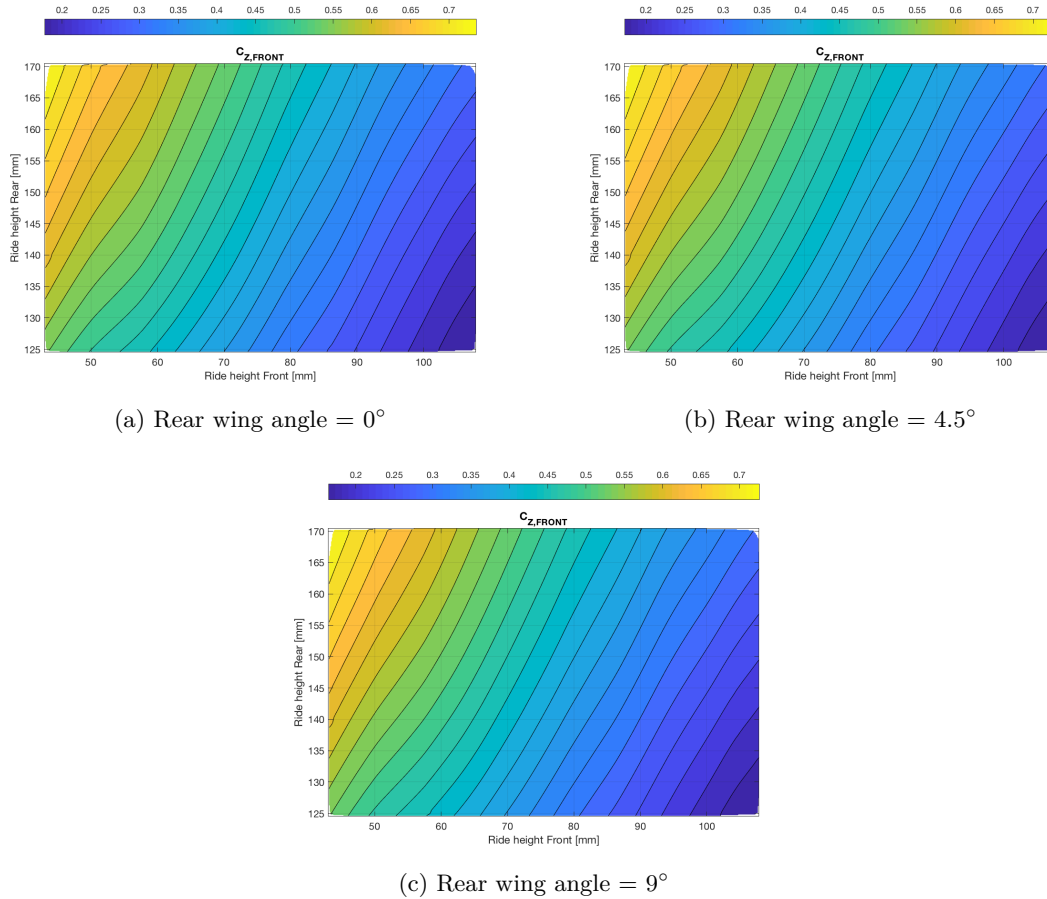 0.2 0.25 0.3 0.35 0.4 0.45 0.5 0.55 0.6 0.65 0.7
C_Z,FRONT
170
165
160
155
150
145
140
135
130
125
Ride height Rear [mm]
50 60 70 80 90 100
Ride height Front [mm]
(a) Rear wing angle = 0°
0.2 0.25 0.3 0.35 0.4 0.45 0.5 0.55 0.6 0.65 0.7
C_Z,FRONT
170
165
160
155
150
145
140
135
130
125
Ride height Rear [mm]
50 60 70 80 90 100
Ride height Front [mm]
(b) Rear wing angle = 4.5°
0.2 0.25 0.3 0.35 0.4 0.45 0.5 0.55 0.6 0.65 0.7
C_Z,FRONT
170
165
160
155
150
145
140
135
130
125
Ride height Rear [mm]
50 60 70 80 90 100
Ride height Front [mm]
(c) Rear wing angle = 9°